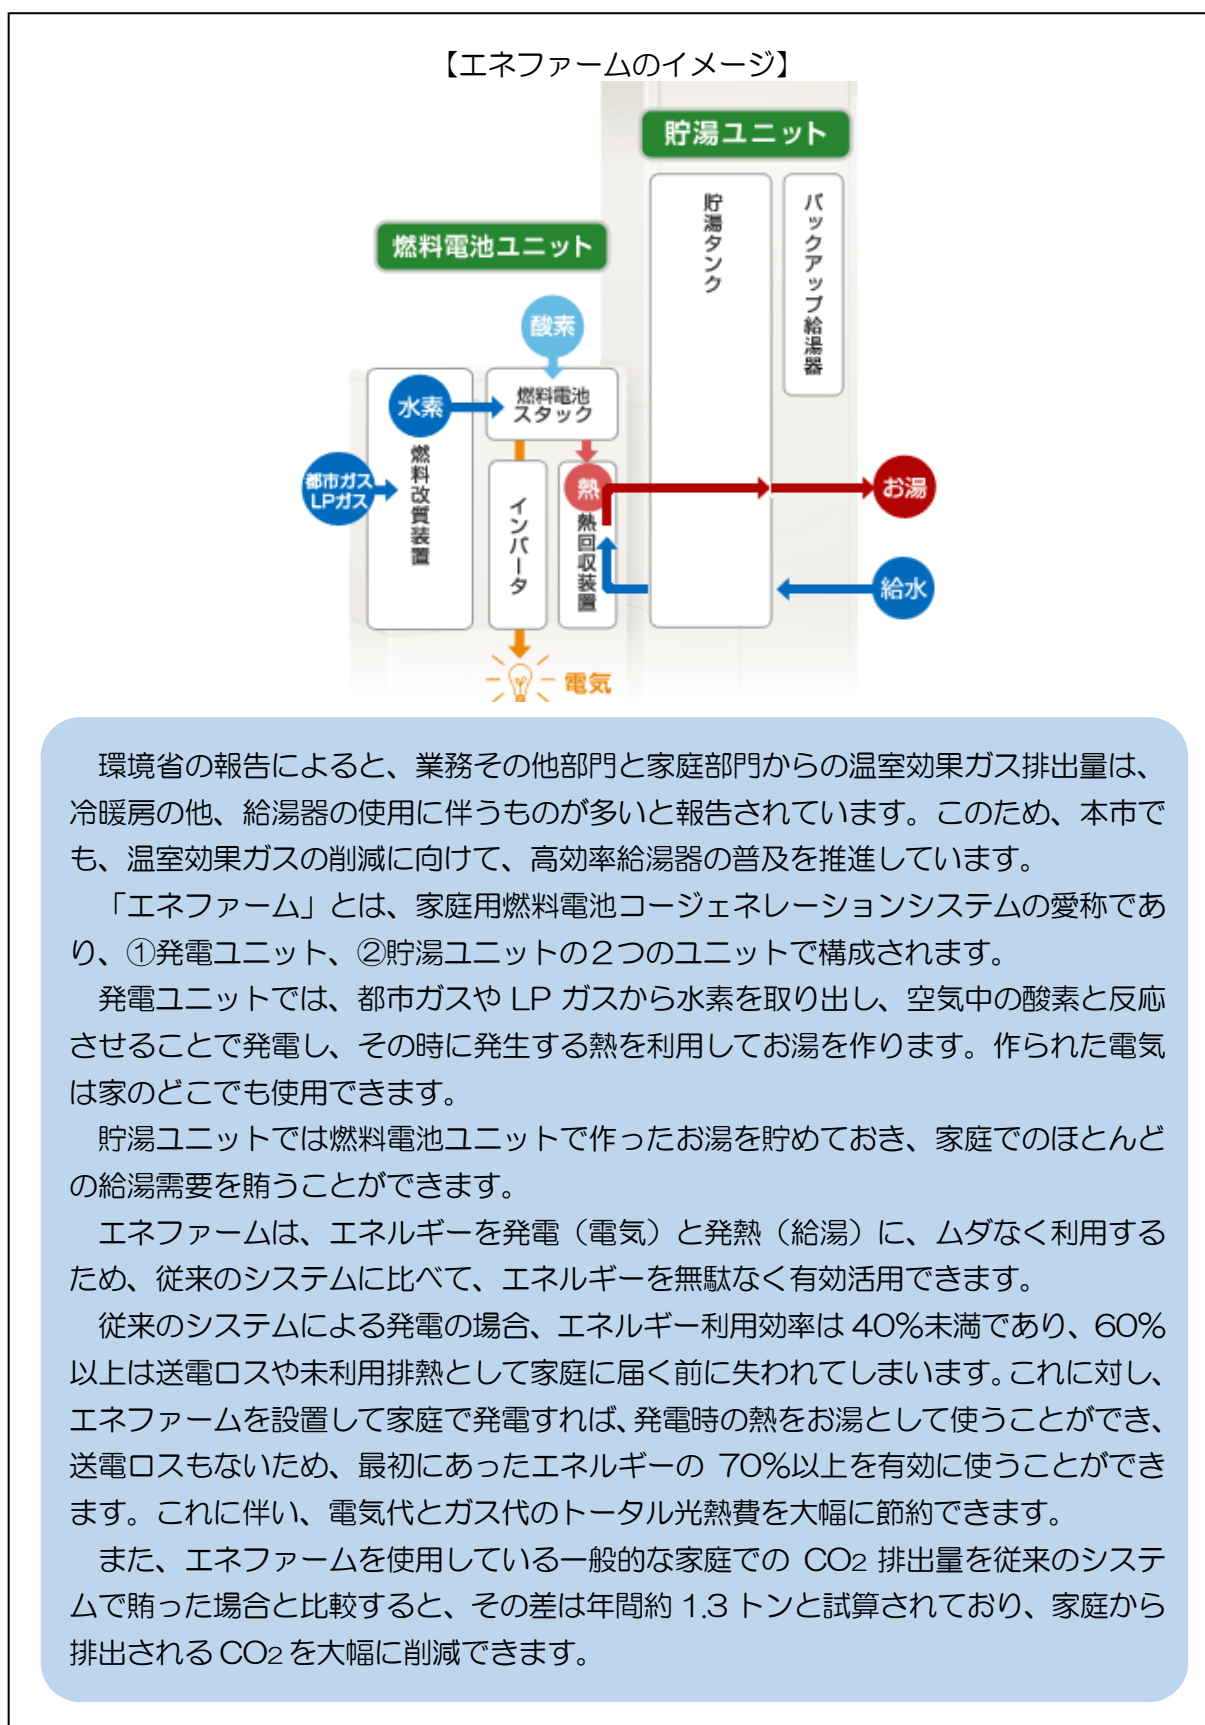 【エネファームのイメージ】
貯湯ユニット
貯湯タンク
バックアップ給湯器
燃料電池ユニット
酸素
水素
燃料電池
スタック
都市ガス
LPガス
燃料改質装置
インバータ
熱
熱回収装置
お湯
給水
電気
環境省の報告によると、業務その他部門と家庭部門からの温室効果ガス排出量は、
冷暖房の他、給湯器の使用に伴うものが多いと報告されています。このため、本市で
も、温室効果ガスの削減に向けて、高効率給湯器の普及を推進しています。
「エネファーム」とは、家庭用燃料電池コージェネレーションシステムの愛称であ
り、①発電ユニット、②貯湯ユニットの２つのユニットで構成されます。
発電ユニットでは、都市ガスや LP ガスから水素を取り出し、空気中の酸素と反応
させることで発電し、その時に発生する熱を利用してお湯を作ります。作られた電気
は家のどこでも使用できます。
貯湯ユニットでは燃料電池ユニットで作ったお湯を貯めておき、家庭でのほとんど
の給湯需要を賄うことができます。
エネファームは、エネルギーを発電（電気）と発熱（給湯）に、ムダなく利用する
ため、従来のシステムに比べて、エネルギーを無駄なく有効活用できます。
従来のシステムによる発電の場合、エネルギー利用効率は 40%未満であり、60%
以上は送電ロスや未利用排熱として家庭に届く前に失われてしまいます。これに対し、
エネファームを設置して家庭で発電すれば、発電時の熱をお湯として使うことができ、
送電ロスもないため、最初にあったエネルギーの 70%以上を有効に使うことができ
ます。これに伴い、電気代とガス代のトータル光熱費を大幅に節約できます。
また、エネファームを使用している一般的な家庭での CO2 排出量を従来のシステ
ムで賄った場合と比較すると、その差は年間約 1.3 トンと試算されており、家庭から
排出される CO2 を大幅に削減できます。